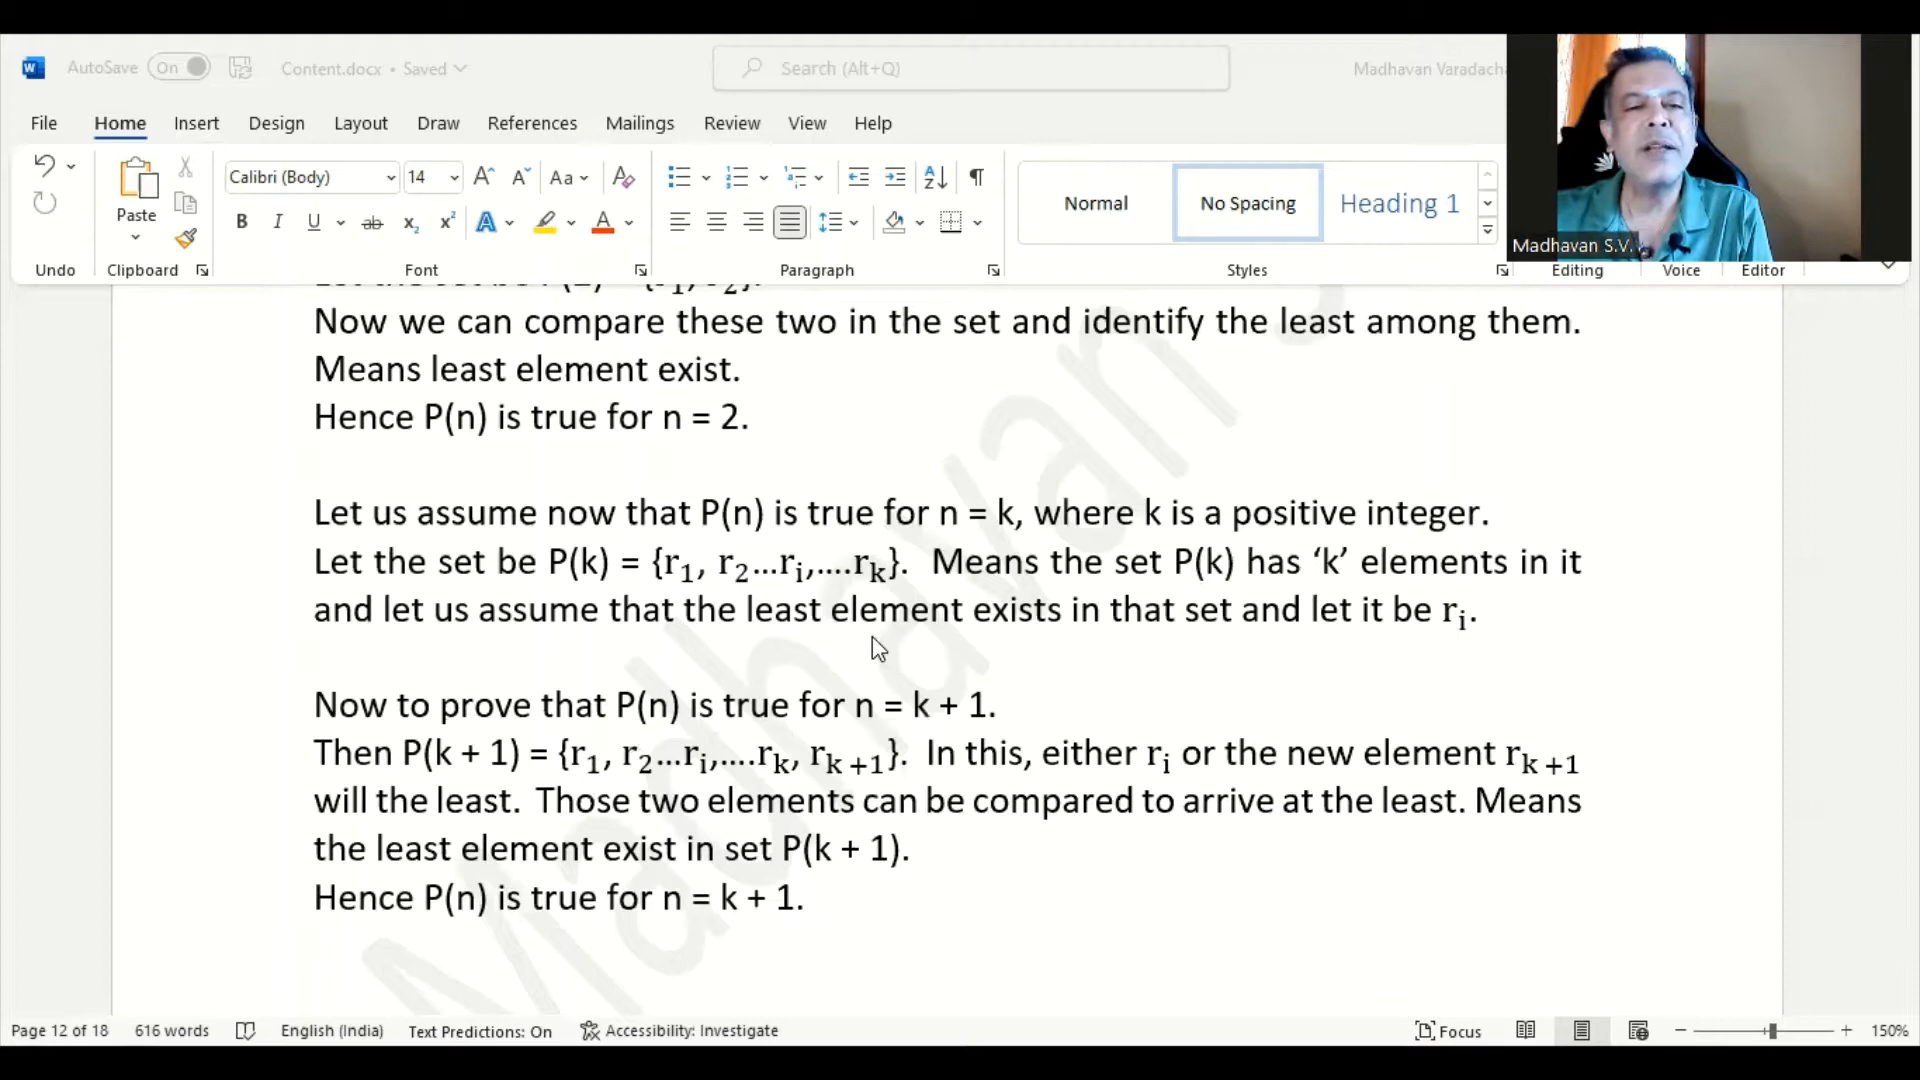 AutoSave On Content.docx • Saved Search (Alt+Q) Madhavan Varadacha
File Home Insert Design Layout Draw References Mailings Review View Help
Calibri (Body) 14 Aa
Paste
B I U ab x₂ x² A A
Normal No Spacing Heading 1
Madhavan S.V.
Undo Clipboard Font Paragraph Styles Editing Voice Editor
Now we can compare these two in the set and identify the least among them.
Means least element exist.
Hence P(n) is true for n = 2.
Let us assume now that P(n) is true for n = k, where k is a positive integer.
Let the set be P(k) = {r₁, r₂...rᵢ,....rₖ}. Means the set P(k) has ‘k’ elements in it
and let us assume that the least element exists in that set and let it be rᵢ.
Now to prove that P(n) is true for n = k + 1.
Then P(k + 1) = {r₁, r₂...rᵢ,....rₖ, rₖ ₊₁}. In this, either rᵢ or the new element rₖ ₊₁
will the least. Those two elements can be compared to arrive at the least. Means
the least element exist in set P(k + 1).
Hence P(n) is true for n = k + 1.
Madhavan
Page 12 of 18 616 words English (India) Text Predictions: On Accessibility: Investigate Focus 150%